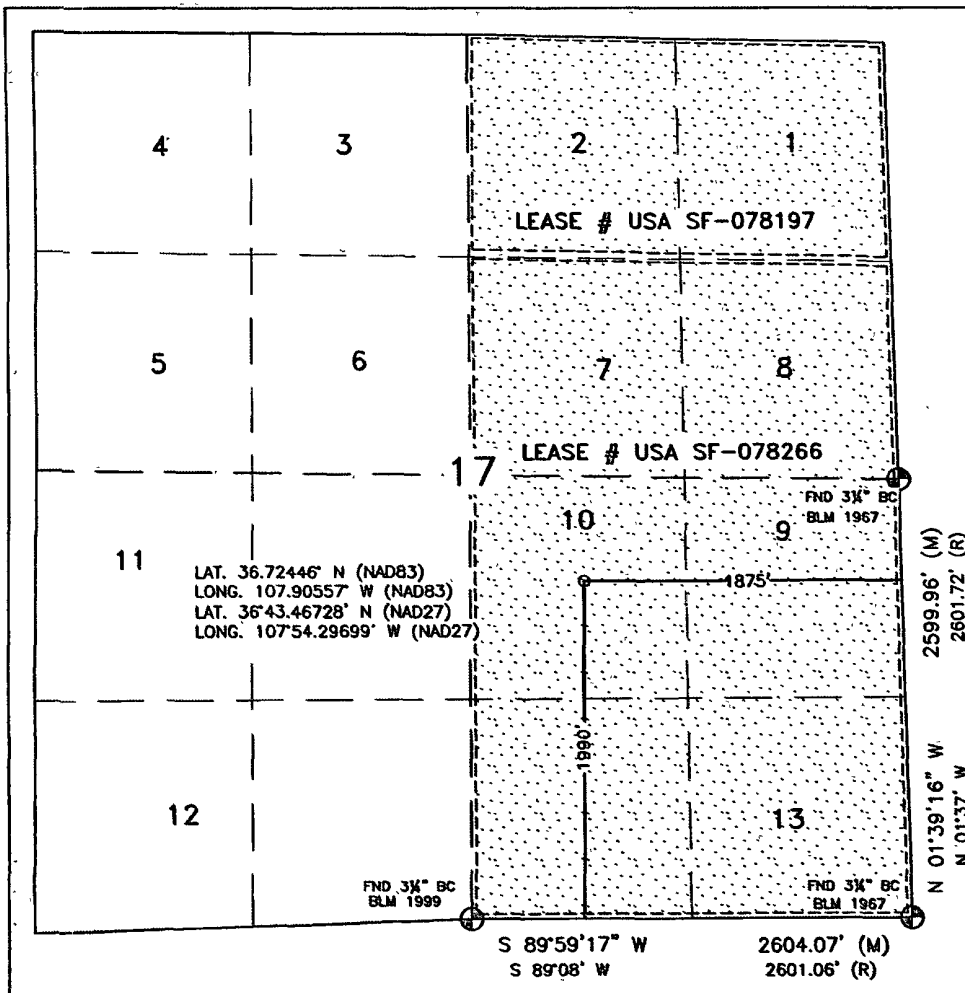 4
3
2
1
LEASE # USA SF-078197
5
6
7
8
LEASE # USA SF-078266
17
FND 3¼" BC
BLM 1967
10
9
11
LAT. 36.72446° N (NAD83)
LONG. 107.90557° W (NAD83)
LAT. 36°43.46728' N (NAD27)
LONG. 107°54.29699' W (NAD27)
1875'
2599.96' (M)
2601.72' (R)
1990'
12
13
N 01°39'16" W
N 01°37' W
FND 3¼" BC
BLM 1999
FND 3¼" BC
BLM 1967
S 89°59'17" W
2604.07' (M)
S 89°08' W
2601.06' (R)